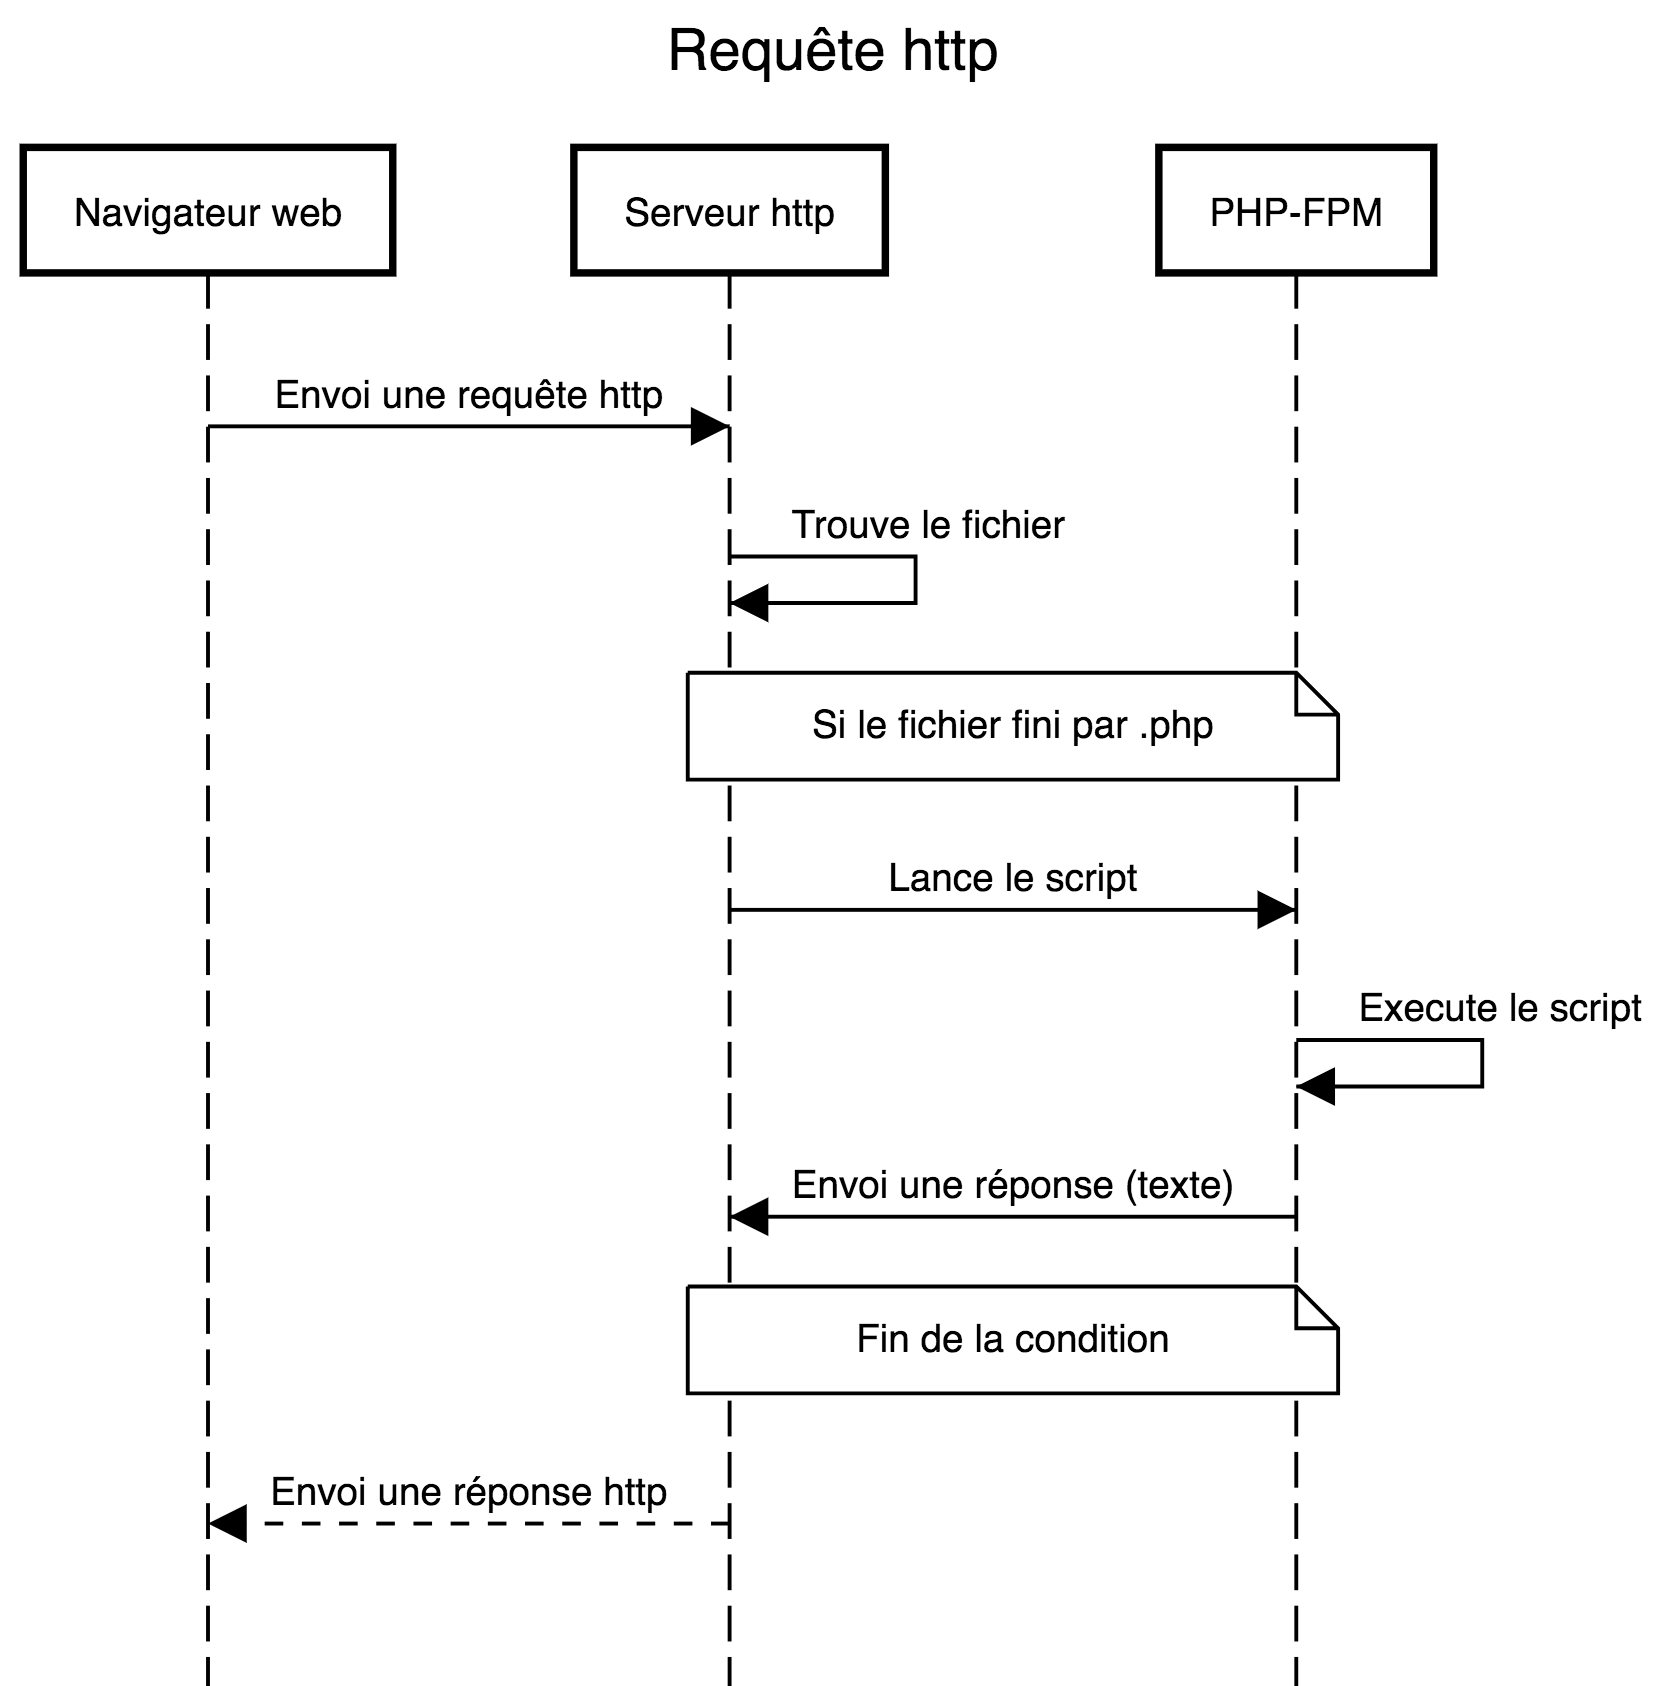 Requête http
Navigateur web
Serveur http
PHP-FPM
Envoi une requête http
Trouve le fichier
Si le fichier fini par .php
Lance le script
Execute le script
Envoi une réponse (texte)
Fin de la condition
Envoi une réponse http